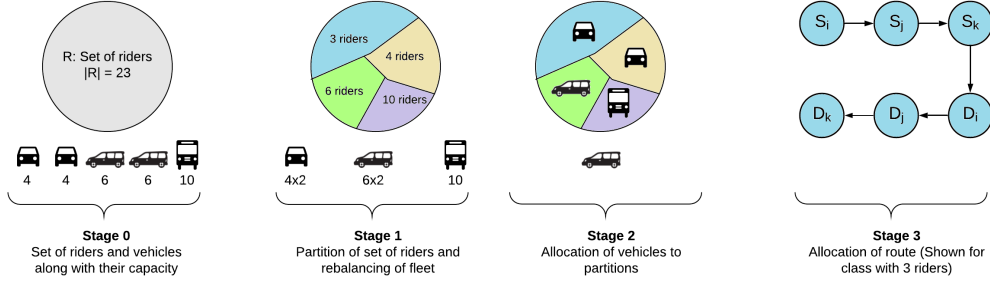 R: Set of riders
|R| = 23
4
4
6
6
10
Stage 0
Set of riders and vehicles
along with their capacity
3 riders
4 riders
6 riders
10 riders
4x2
6x2
10
Stage 1
Partition of set of riders and
rebalancing of fleet
Stage 2
Allocation of vehicles to
partitions
Si
Sj
Sk
Dk
Dj
Di
Stage 3
Allocation of route (Shown for
class with 3 riders)